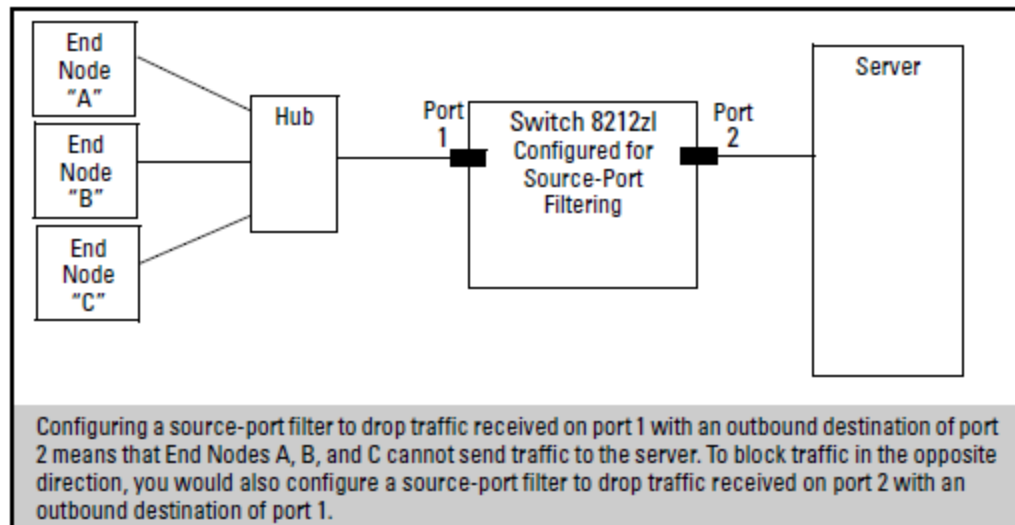 End
Node
"A"
End
Node
"B"
End
Node
"C"
Hub
Port
1
Switch 8212zl
Configured for
Source-Port
Filtering
Port
2
Server
Configuring a source-port filter to drop traffic received on port 1 with an outbound destination of port
2 means that End Nodes A, B, and C cannot send traffic to the server. To block traffic in the opposite
direction, you would also configure a source-port filter to drop traffic received on port 2 with an
outbound destination of port 1.